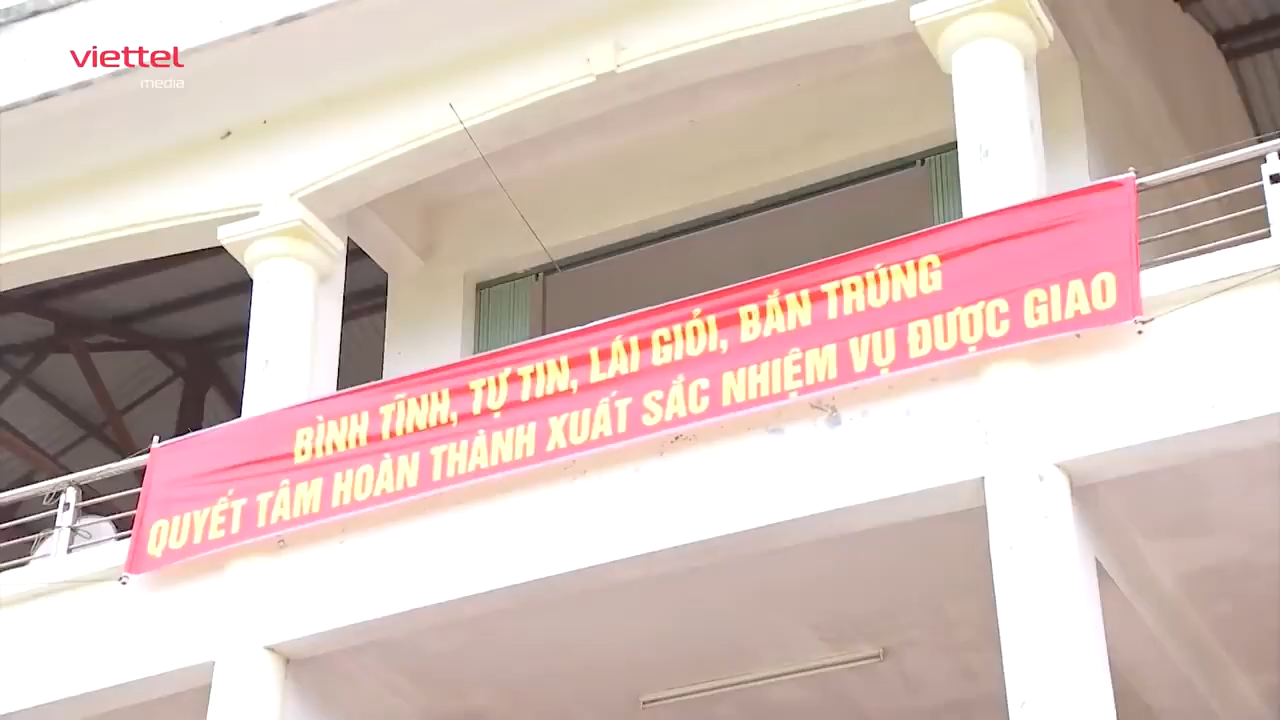 viettel
media
BÌNH TĨNH, TỰ TIN, LÁI GIỎI, BẮN TRÚNG
QUYẾT TÂM HOÀN THÀNH XUẤT SẮC NHIỆM VỤ ĐƯỢC GIAO